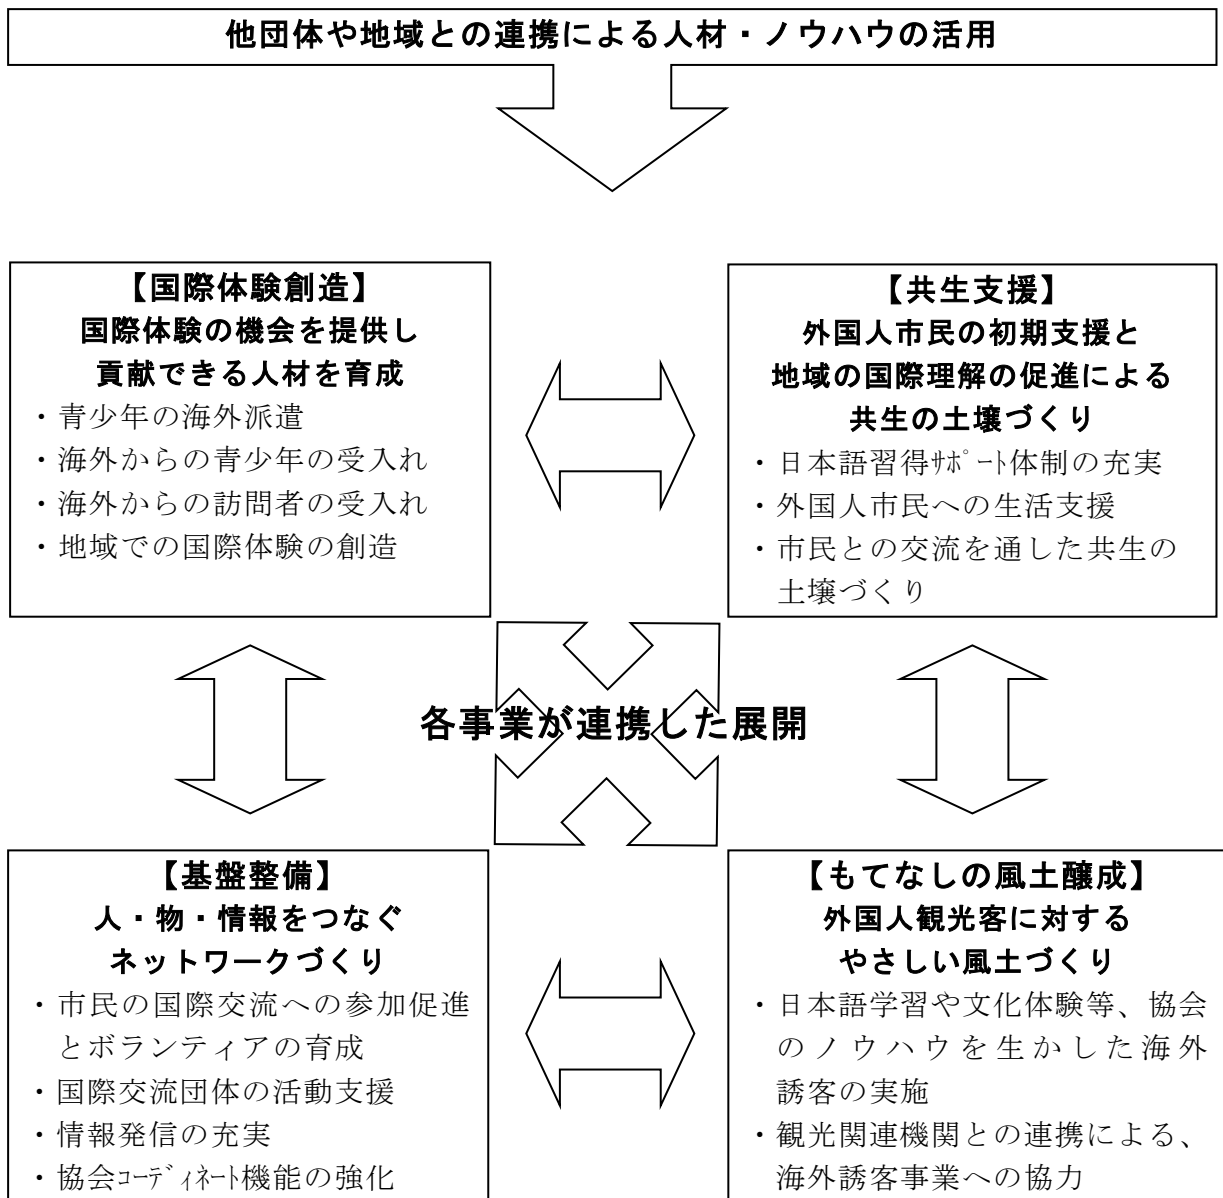 他団体や地域との連携による人材・ノウハウの活用
【国際体験創造】
国際体験の機会を提供し
貢献できる人材を育成
・青少年の海外派遣
・海外からの青少年の受入れ
・海外からの訪問者の受入れ
・地域での国際体験の創造
【共生支援】
外国人市民の初期支援と
地域の国際理解の促進による
共生の土壌づくり
・日本語習得ｻﾎﾟｰﾄ体制の充実
・外国人市民への生活支援
・市民との交流を通した共生の
土壌づくり
各事業が連携した展開
【基盤整備】
人・物・情報をつなぐ
ネットワークづくり
・市民の国際交流への参加促進
とボランティアの育成
・国際交流団体の活動支援
・情報発信の充実
・協会ｺｰﾃﾞｨﾈｰﾄ機能の強化
【もてなしの風土醸成】
外国人観光客に対する
やさしい風土づくり
・日本語学習や文化体験等、協会
のノウハウを生かした海外
誘客の実施
・観光関連機関との連携による、
海外誘客事業への協力